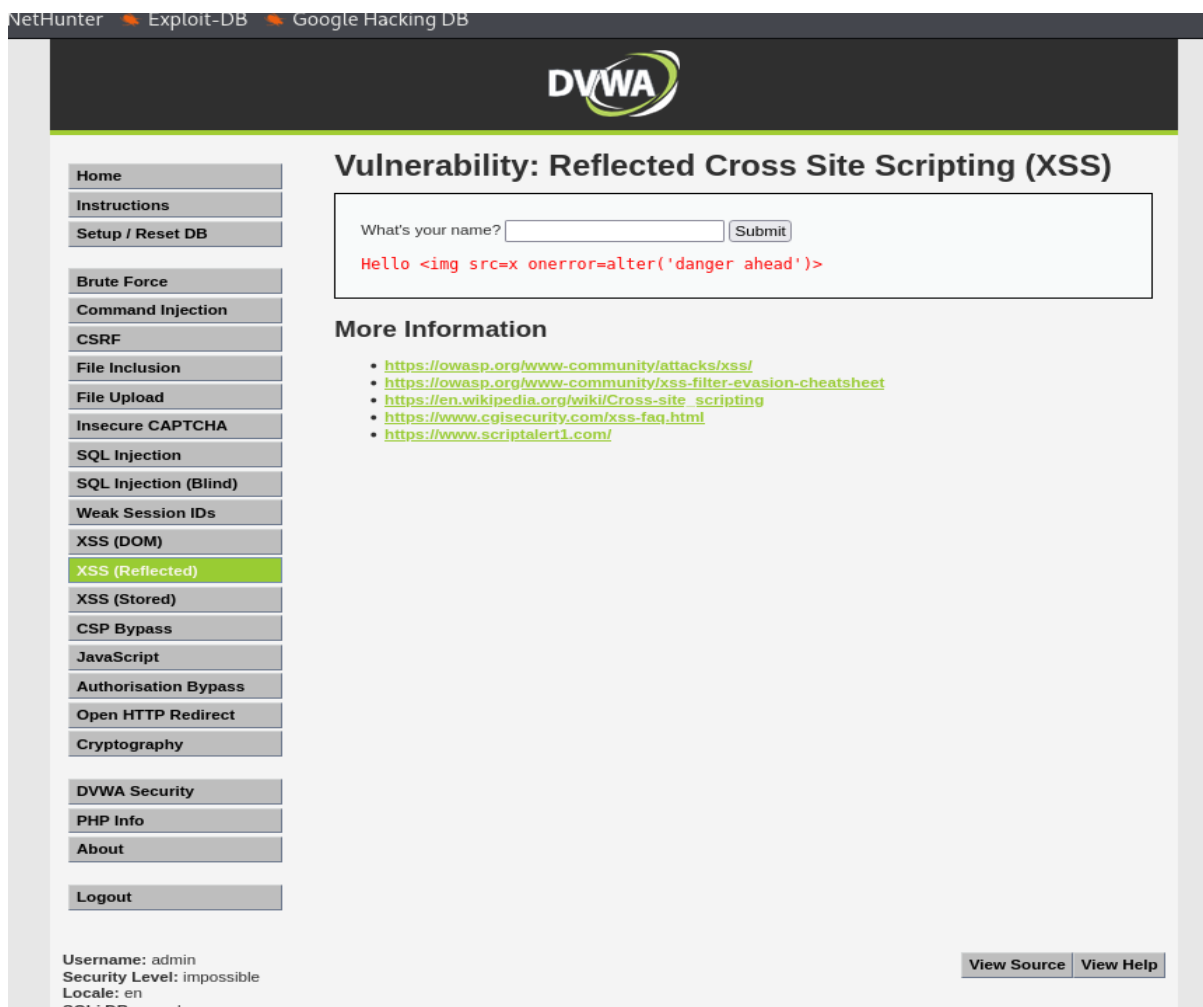 NetHunter Exploit-DB Google Hacking DB
DVWA
Home
Instructions
Setup / Reset DB
Brute Force
Command Injection
CSRF
File Inclusion
File Upload
Insecure CAPTCHA
SQL Injection
SQL Injection (Blind)
Weak Session IDs
XSS (DOM)
XSS (Reflected)
XSS (Stored)
CSP Bypass
JavaScript
Authorisation Bypass
Open HTTP Redirect
Cryptography
DVWA Security
PHP Info
About
Logout
Vulnerability: Reflected Cross Site Scripting (XSS)
What's your name? Submit
Hello <img src=x onerror=alter('danger ahead')>
More Information
• https://owasp.org/www-community/attacks/xss/
• https://owasp.org/www-community/xss-filter-evasion-cheatsheet
• https://en.wikipedia.org/wiki/Cross-site_scripting
• https://www.cgisecurity.com/xss-faq.html
• https://www.scriptalert1.com/
Username: admin
Security Level: impossible
Locale: en
View Source View Help